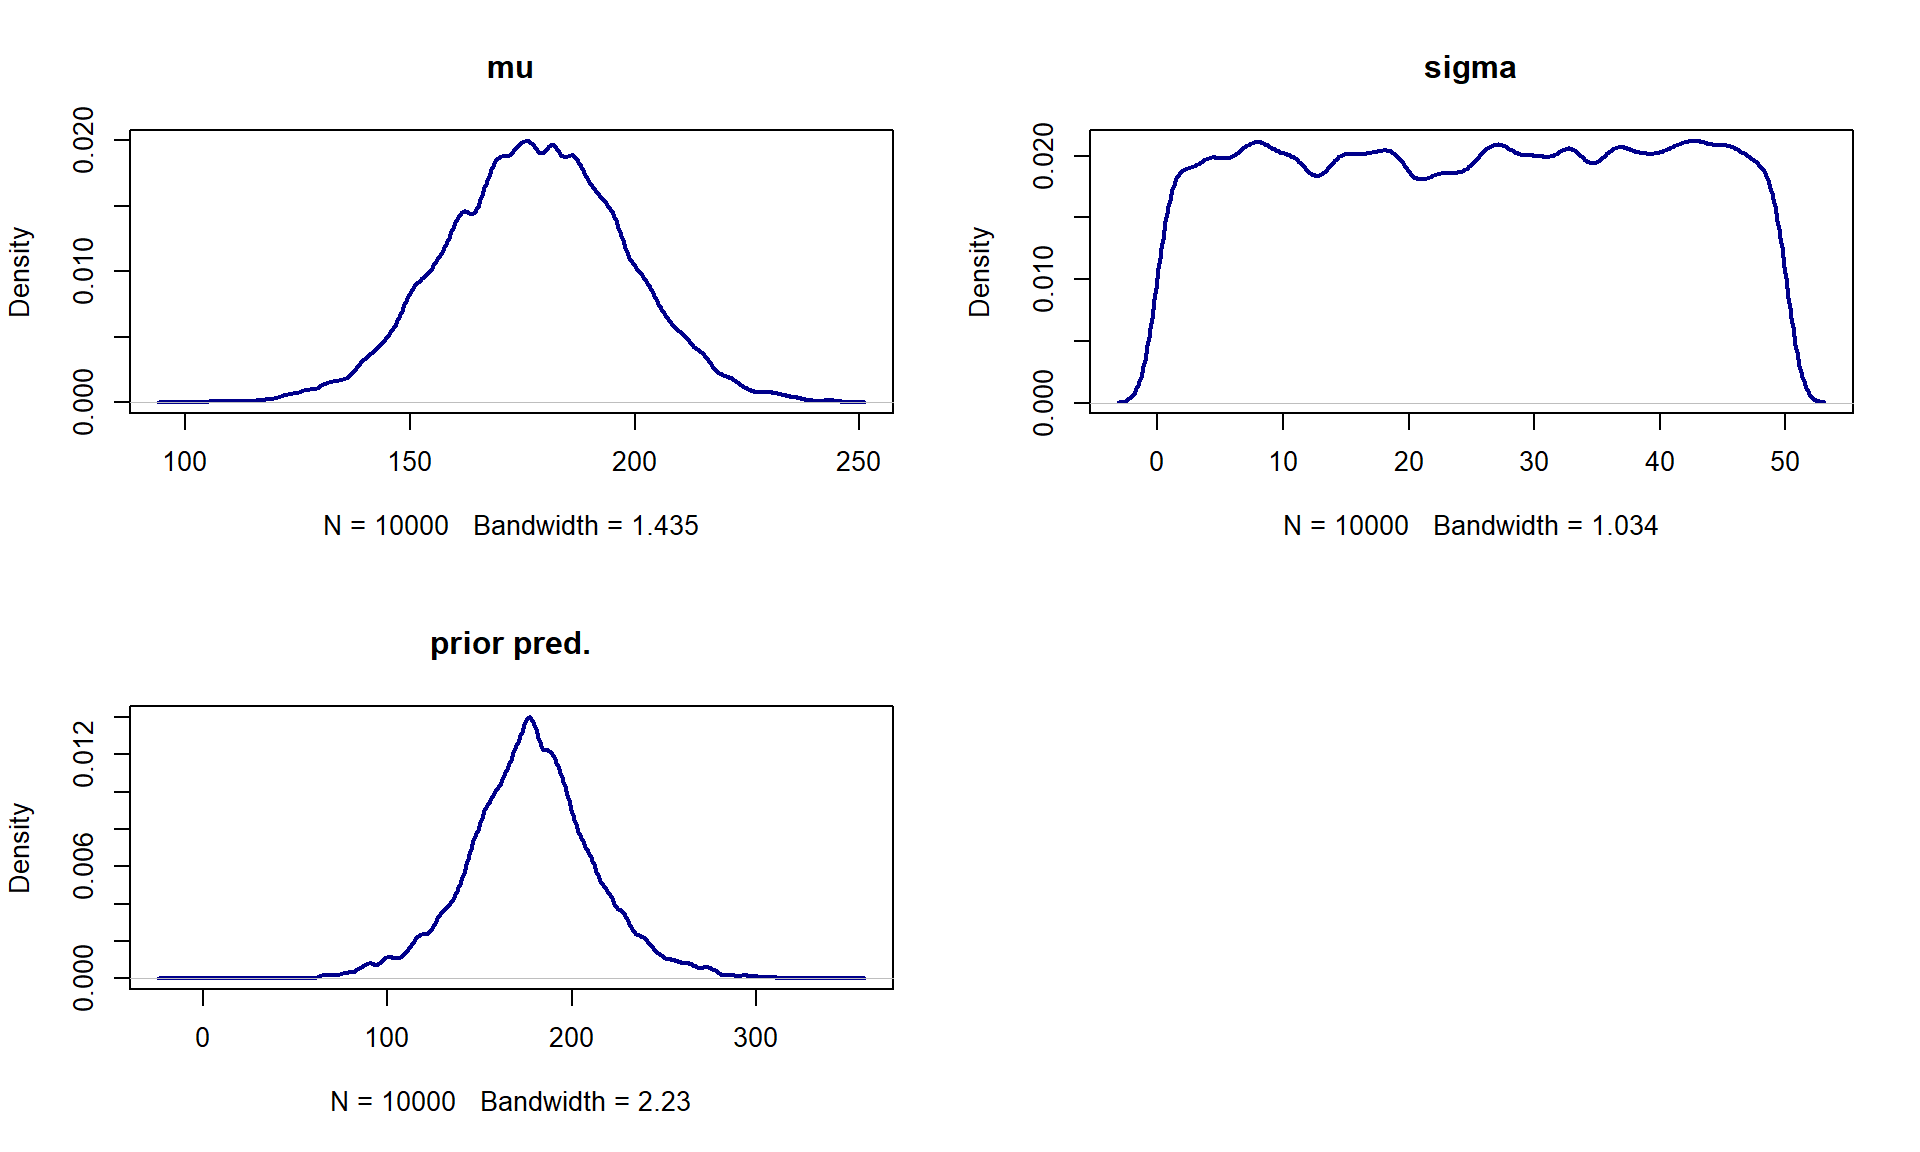 mu
Density
0.000 0.010 0.020
100 150 200 250
N = 10000 Bandwidth = 1.435
sigma
Density
0.000 0.010 0.020
0 10 20 30 40 50
N = 10000 Bandwidth = 1.034
prior pred.
Density
0.000 0.006 0.012
0 100 200 300
N = 10000 Bandwidth = 2.23